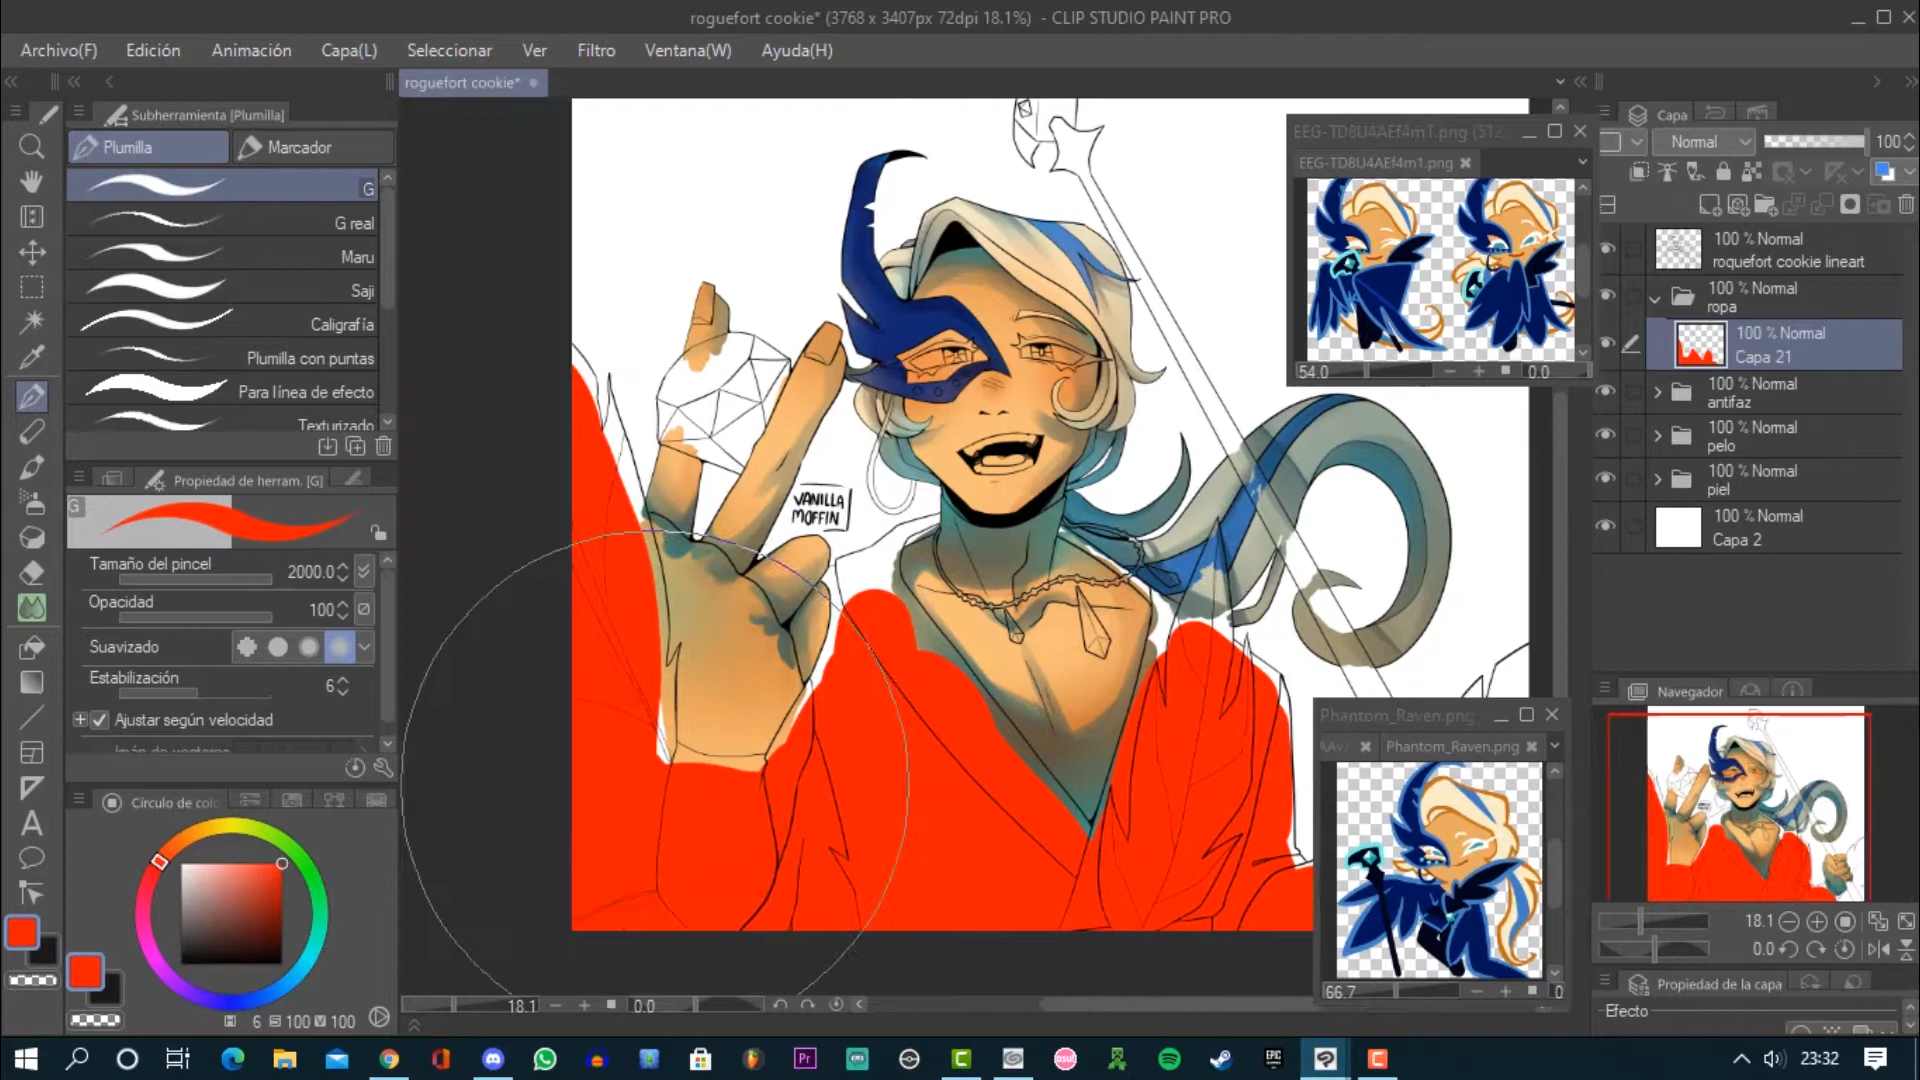 roguefort cookie* (3768 x 3407px 72dpi 18.1%) - CLIP STUDIO PAINT PRO
Archivo(F) Edición Animación Capa(L) Seleccionar Ver Filtro Ventana(W) Ayuda(H)
roguefort cookie*
Subherramienta [Plumilla]
Plumilla
Marcador
G
G real
Maru
Saji
Caligrafía
Plumilla con puntas
Para línea de efecto
Texturizado
Propiedad de herram. [G]
G
Tamaño del pincel 2000.0
Opacidad 100
Suavizado
Estabilización 6
Ajustar según velocidad
Imán de vectores
Círculo de colo
6 S 100 V 100
VANILLA
MOFFIN
18.1 0.0
EEG-TD8U4AEf4m1.png (512
EEG-TD8U4AEf4m1.png
54.0 0.0
Phantom_Raven.png
Phantom_Raven.png
66.7 0
Capa
Normal 100
100 % Normal
roquefort cookie lineart
100 % Normal
ropa
100 % Normal
Capa 21
100 % Normal
antifaz
100 % Normal
pelo
100 % Normal
piel
100 % Normal
Capa 2
Navegador
18.1
0.0
Propiedad de la capa
Efecto
Pr
osu!
EPIC
23:32